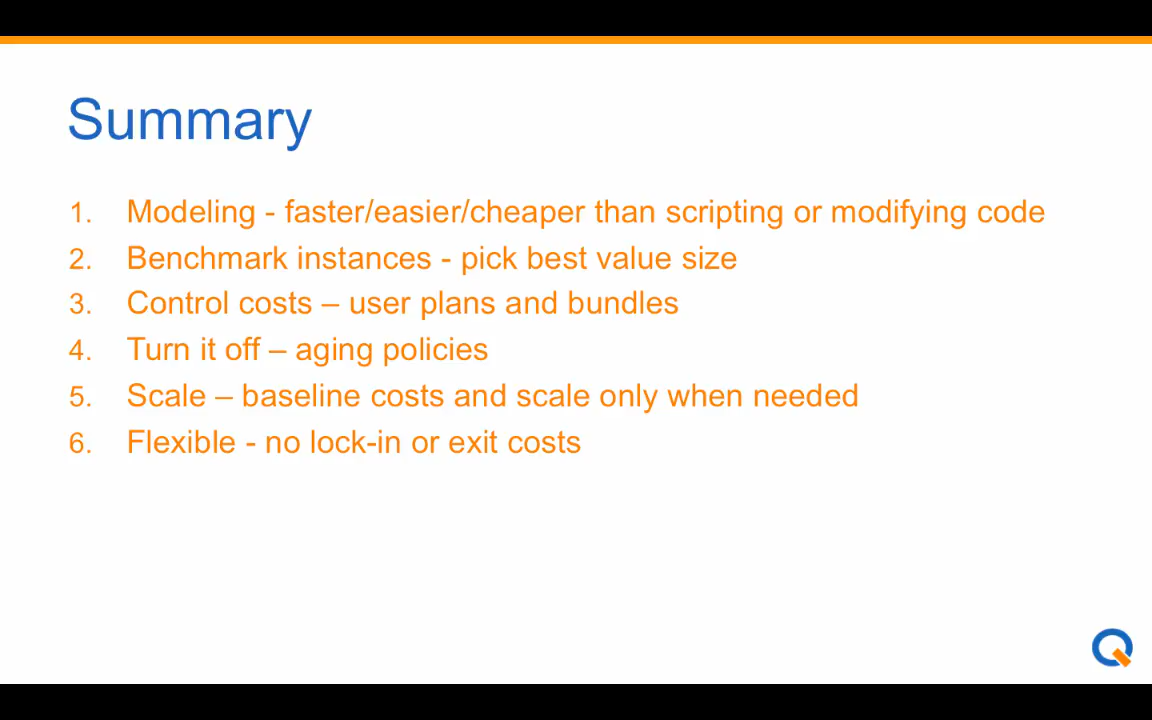 Summary
1. Modeling - faster/easier/cheaper than scripting or modifying code
2. Benchmark instances - pick best value size
3. Control costs – user plans and bundles
4. Turn it off – aging policies
5. Scale – baseline costs and scale only when needed
6. Flexible - no lock-in or exit costs